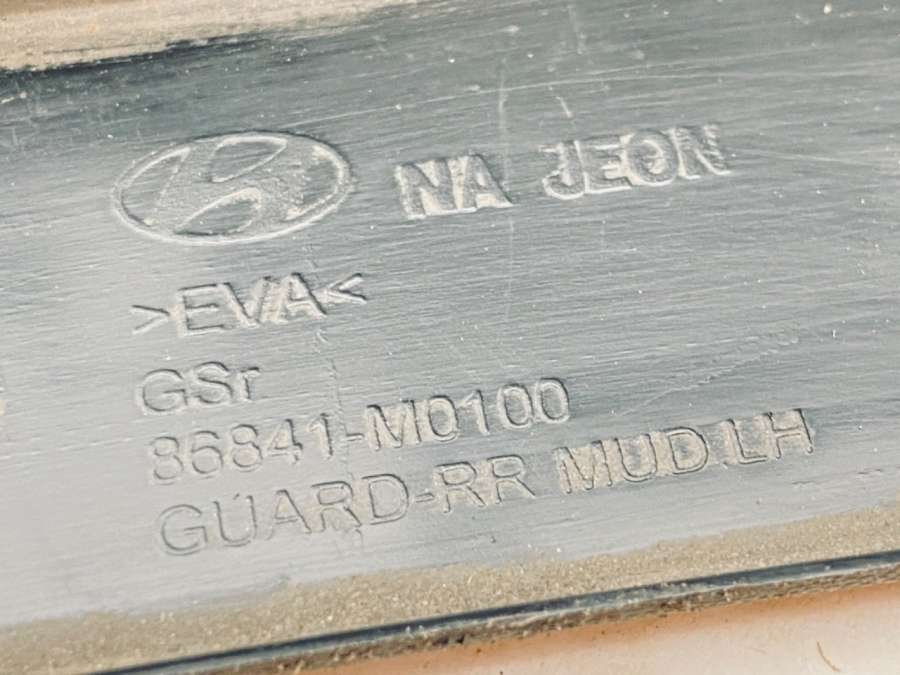 NA JEON
>EVA<
GSr
86841-M0100
GUARD-RR MUD.LH